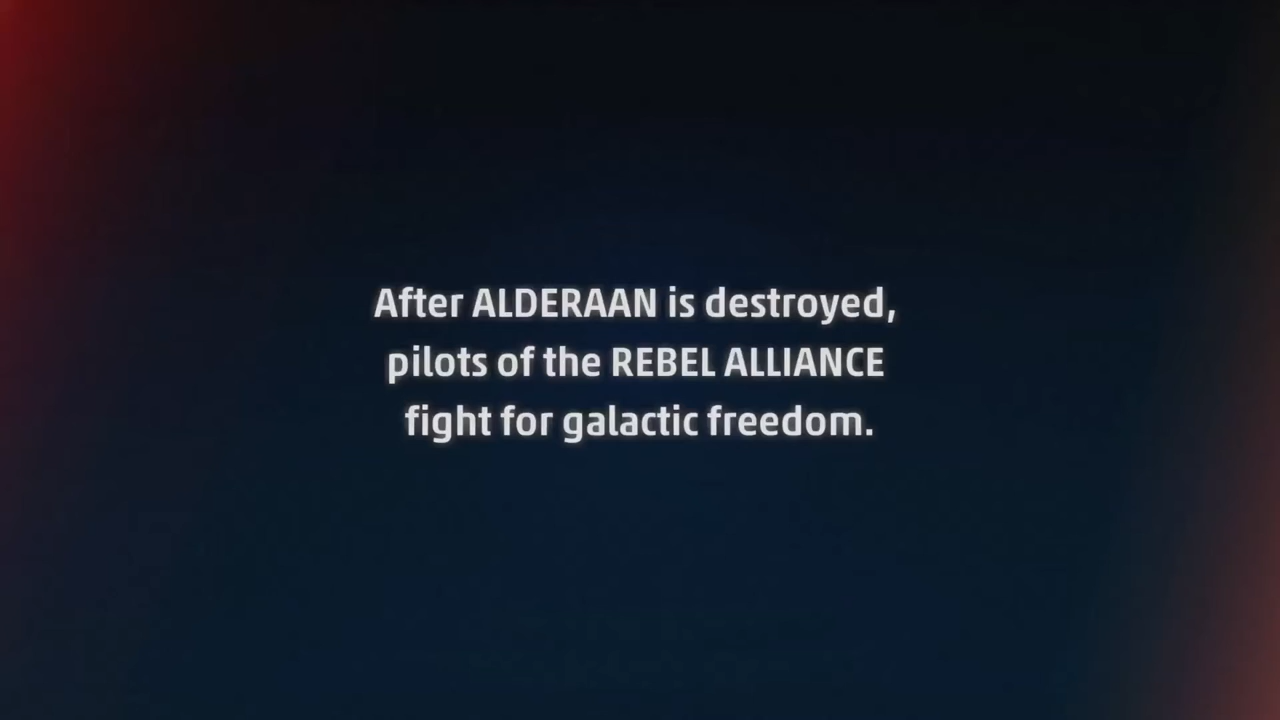 After ALDERAAN is destroyed,
pilots of the REBEL ALLIANCE
fight for galactic freedom.